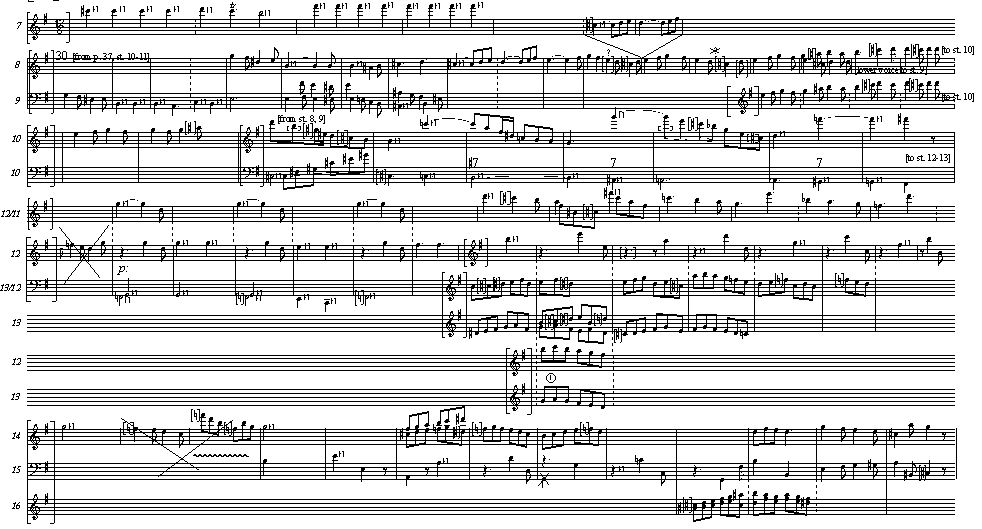 7
8
30 [from p. 37, st. 10-11]
?
[to st. 10]
[lower voice to st. 9]
9
[to st. 10]
10
[from st. 8, 9]
10
7
7
7
[to st. 12-13]
12/11
12
p:
13/12
13
12
13
1
14
15
16